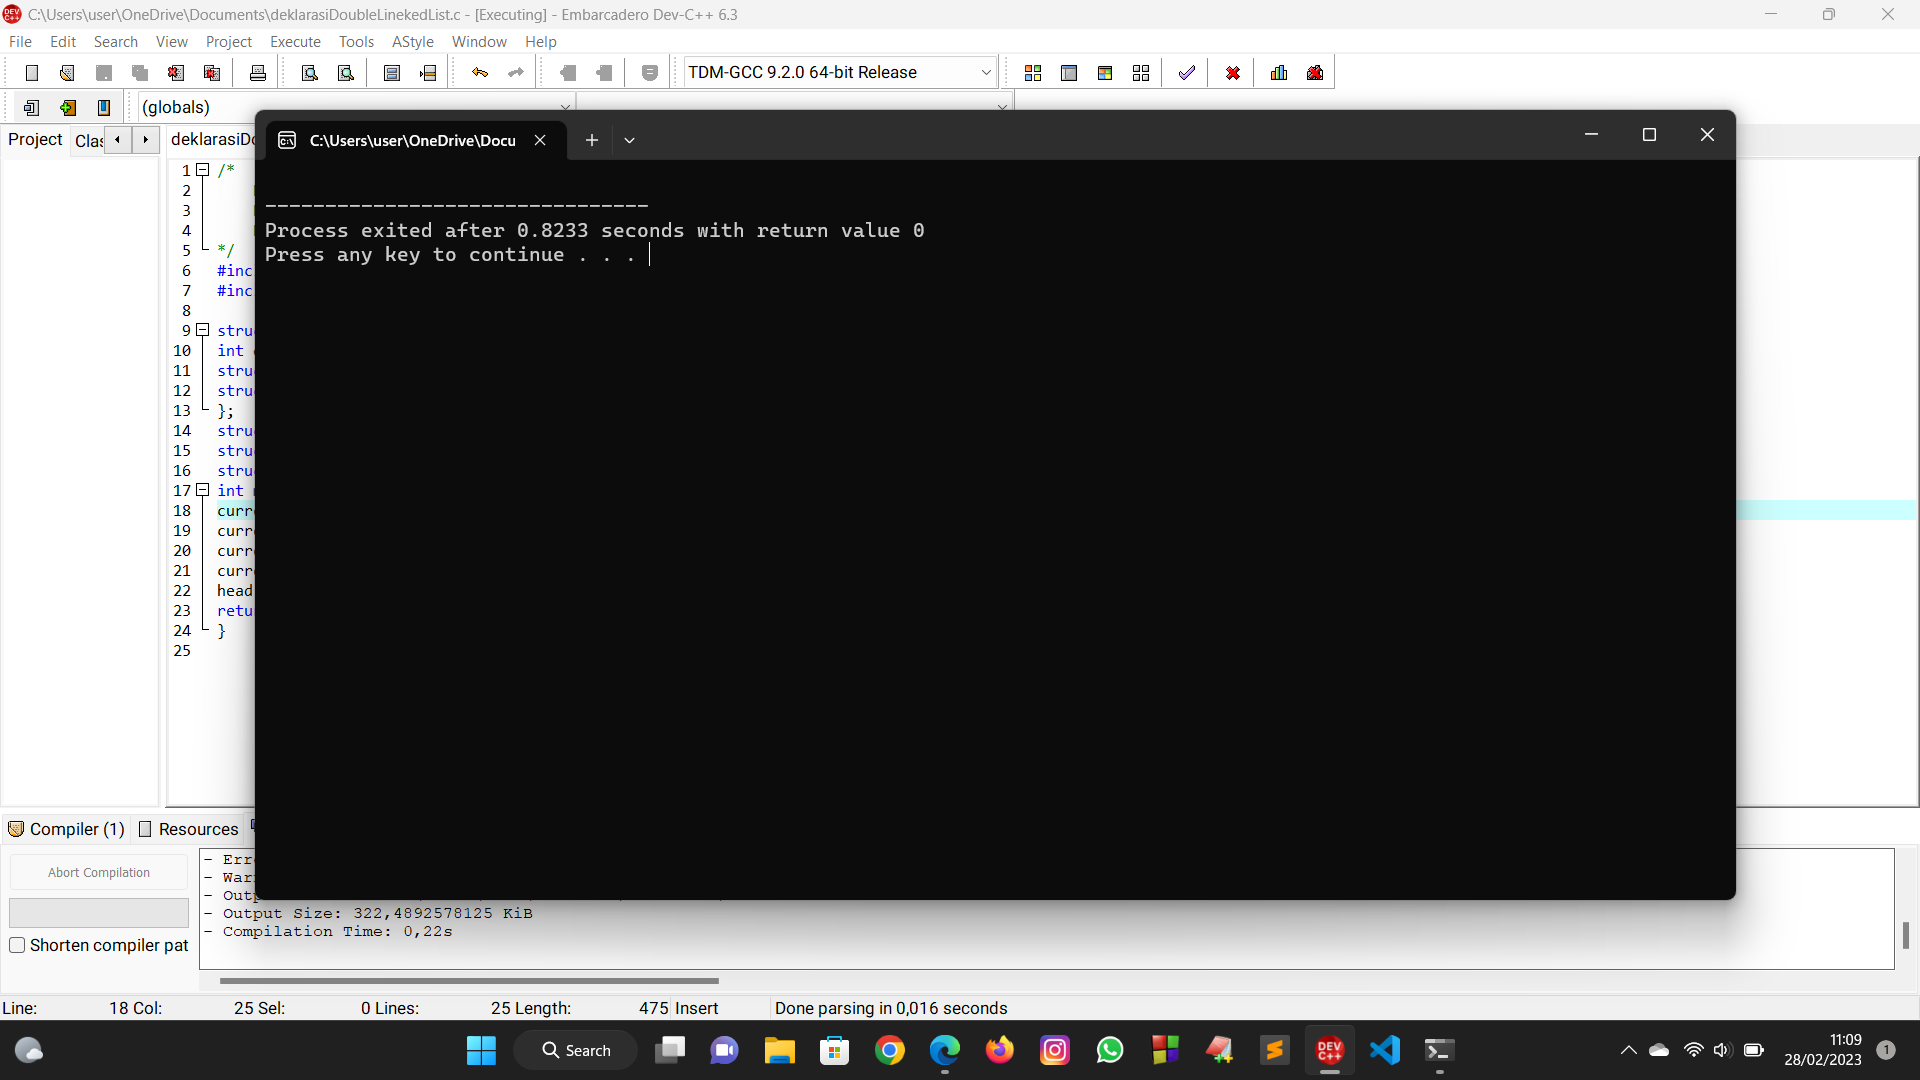 C:\Users\user\OneDrive\Documents\deklarasiDoubleLinekedList.c - [Executing] - Embarcadero Dev-C++ 6.3
File Edit Search View Project Execute Tools AStyle Window Help
TDM-GCC 9.2.0 64-bit Release
(globals)
Project
C:\Users\user\OneDrive\Docu
--------------------------------
Process exited after 0.8233 seconds with return value 0
Press any key to continue . . .
1 /*
2
3
4
5 */
6 #inc
7 #inc
8
9 stru
10 int
11 stru
12 stru
13 };
14 stru
15 stru
16 stru
17 int
18 curr
19 curr
20 curr
21 curr
22 head
23 retu
24 }
25
Compiler (1) Resources
Abort Compilation
Shorten compiler pat
- Err
- War
- Outp
- Output Size: 322,4892578125 KiB
- Compilation Time: 0,22s
Line: 18 Col: 25 Sel: 0 Lines: 25 Length: 475 Insert Done parsing in 0,016 seconds
Search
DEV C++
11:09
28/02/2023
1